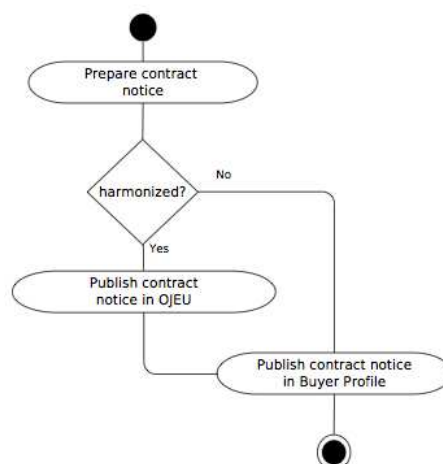 Prepare contract
notice
harmonized?
No
Yes
Publish contract
notice in OJEU
Publish contract notice
in Buyer Profile